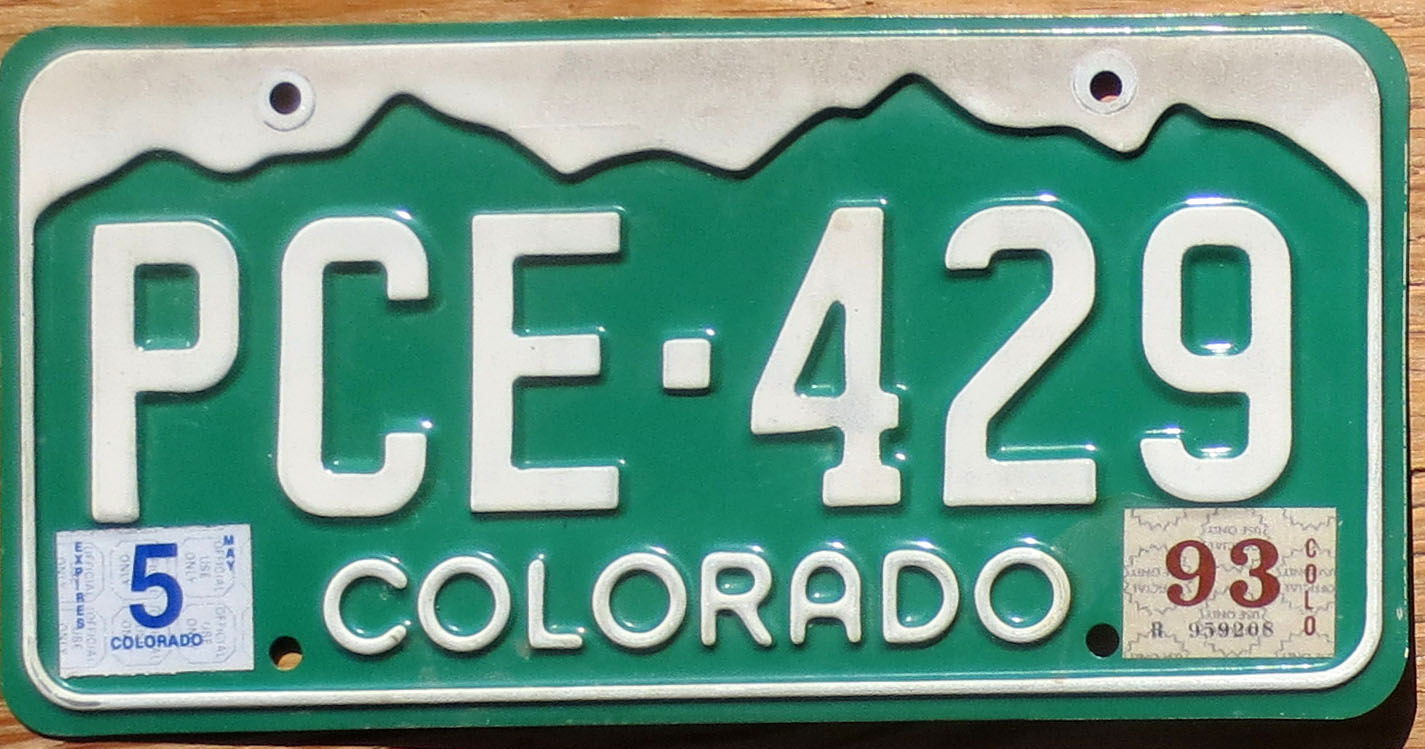 PCE·429
EXPIRES
5
MAY
COLORADO
COLORADO
93
COLO
R 959208